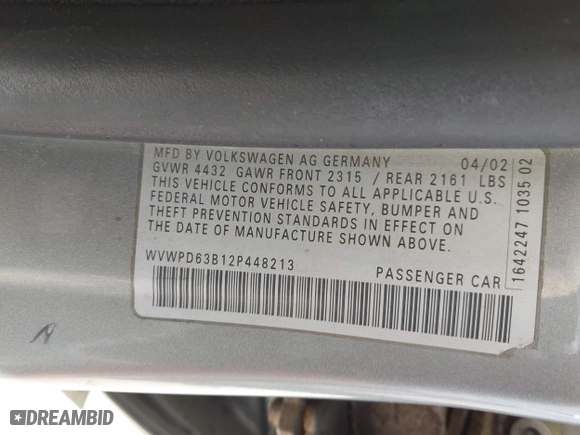 MFD BY VOLKSWAGEN AG GERMANY 04/02
GVWR 4432 GAWR FRONT 2315 / REAR 2161 LBS
THIS VEHICLE CONFORMS TO ALL APPLICABLE U.S.
FEDERAL MOTOR VEHICLE SAFETY, BUMPER AND
THEFT PREVENTION STANDARDS IN EFFECT ON
THE DATE OF MANUFACTURE SHOWN ABOVE.
WVWPD63B12P448213 PASSENGER CAR
1642247 1035 02
DREAMBID